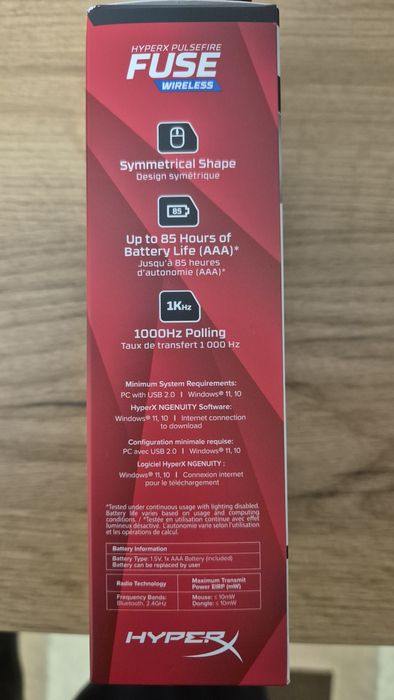 HYPERX PULSEFIRE
FUSE
WIRELESS
Symmetrical Shape
Design symétrique
85
Up to 85 Hours of
Battery Life (AAA)*
Jusqu'à 85 heures
d'autonomie (AAA)*
1KHz
1000Hz Polling
Taux de transfert 1 000 Hz
Minimum System Requirements:
PC with USB 2.0 | Windows® 11, 10
HyperX NGENUITY Software:
Windows® 11, 10 | Internet connection
to download
Configuration minimale requise:
PC avec USB 2.0 | Windows® 11, 10
Logiciel HyperX NGENUITY :
Windows® 11, 10 | Connexion internet
pour le téléchargement
*Tested under continuous usage with lighting disabled.
Battery life varies based on usage and computing
conditions. / *Testée en utilisation continue avec effet
lumineux désactivé. L'autonomie varie selon l'utilisation
et les opérations de calcul.
Battery Information
Battery Type: 1.5V, 1x AAA Battery (included)
Battery can be replaced by user
Radio Technology
Maximum Transmit
Power EIRP (mW)
Frequency Bands:
Bluetooth, 2.4GHz
Mouse: ≤ 10mW
Dongle: ≤ 10mW
HYPERX